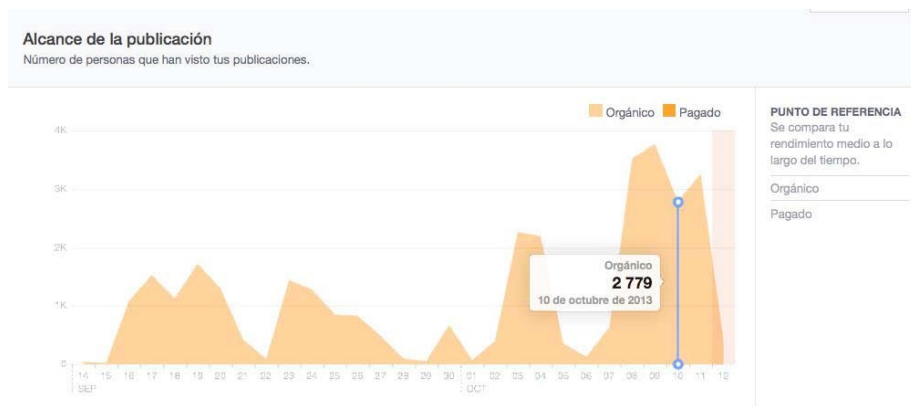 Alcance de la publicación
Número de personas que han visto tus publicaciones.
Orgánico Pagado
4K
3K
2K
1K
0
Orgánico
2 779
10 de octubre de 2013
14 15 16 17 18 19 20 21 22 23 24 25 26 27 28 29 30 01 02 03 04 05 06 07 08 09 10 11 12
SEP OCT
PUNTO DE REFERENCIA
Se compara tu
rendimiento medio a lo
largo del tiempo.
Orgánico
Pagado